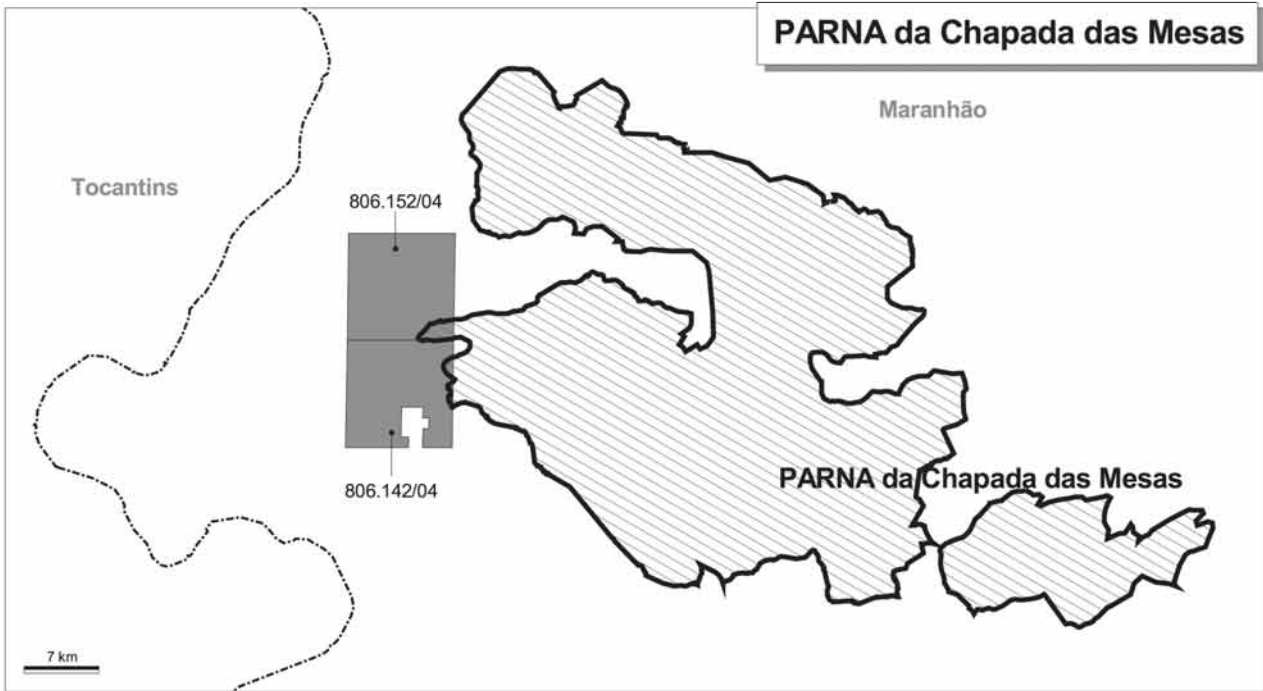 PARNA da Chapada das Mesas
Maranhão
Tocantins
806.152/04
806.142/04
PARNA da Chapada das Mesas
7 km